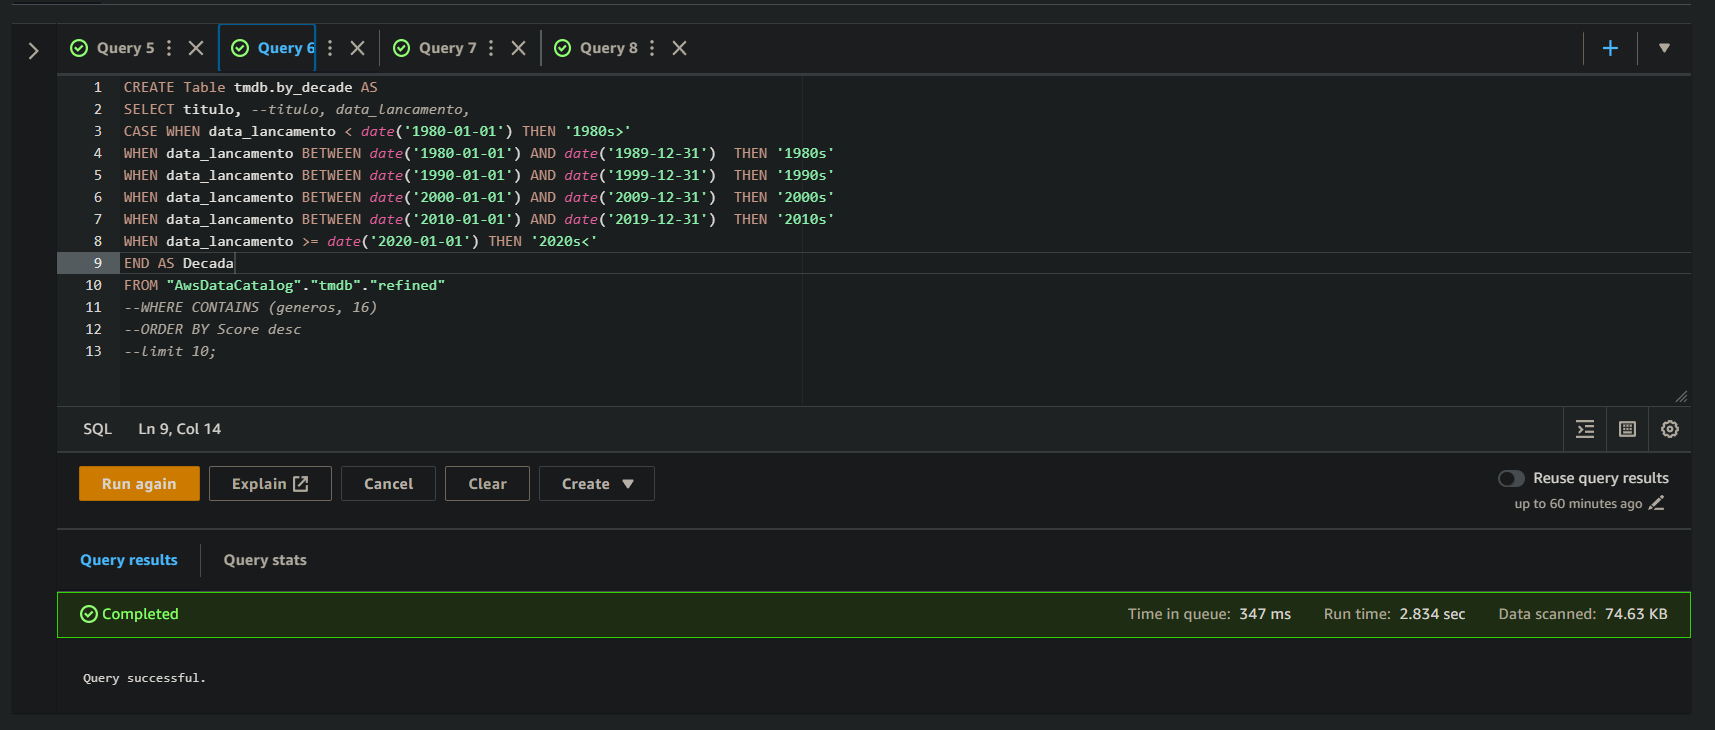 Query 5 Query 6 Query 7 Query 8
1 CREATE Table tmdb.by_decade AS
2 SELECT titulo, --titulo, data_lancamento,
3 CASE WHEN data_lancamento < date('1980-01-01') THEN '1980s>'
4 WHEN data_lancamento BETWEEN date('1980-01-01') AND date('1989-12-31')  THEN '1980s'
5 WHEN data_lancamento BETWEEN date('1990-01-01') AND date('1999-12-31')  THEN '1990s'
6 WHEN data_lancamento BETWEEN date('2000-01-01') AND date('2009-12-31')  THEN '2000s'
7 WHEN data_lancamento BETWEEN date('2010-01-01') AND date('2019-12-31')  THEN '2010s'
8 WHEN data_lancamento >= date('2020-01-01') THEN '2020s<'
9 END AS Decada
10 FROM "AwsDataCatalog"."tmdb"."refined"
11 --WHERE CONTAINS (generos, 16)
12 --ORDER BY Score desc
13 --limit 10;
SQL Ln 9, Col 14
Run again Explain Cancel Clear Create Reuse query results
up to 60 minutes ago
Query results Query stats
Completed Time in queue: 347 ms Run time: 2.834 sec Data scanned: 74.63 KB
Query successful.